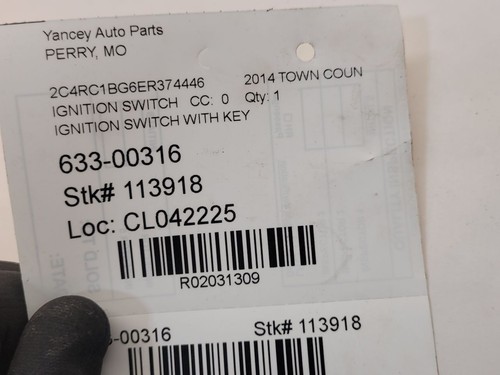 Yancey Auto Parts
PERRY, MO
2C4RC1BG6ER374446 2014 TOWN COUN
IGNITION SWITCH CC: 0 Qty: 1
IGNITION SWITCH WITH KEY
633-00316
Stk# 113918
Loc: CL042225
R02031309
-00316 Stk# 113918